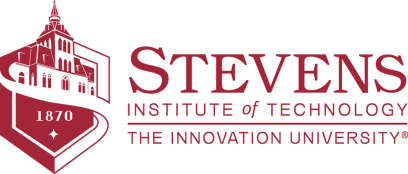 1870
STEVENS
INSTITUTE of TECHNOLOGY
THE INNOVATION UNIVERSITY®